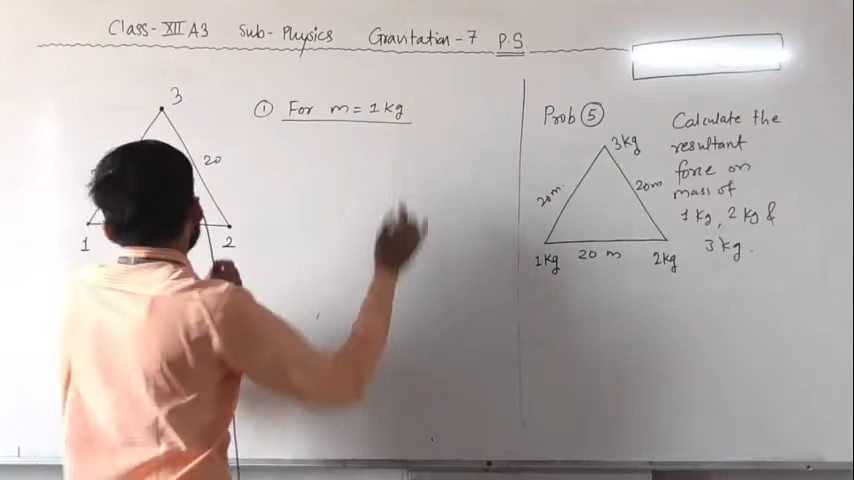 Class- XII A3 Sub- Physics Gravitation - 7 P.S
3
20
1
2
① For m = 1 kg
Prob ⑤
3kg
20m
20m
1kg
20 m
2kg
Calculate the
resultant
force on
mass of
1 kg, 2 kg &
3 kg.